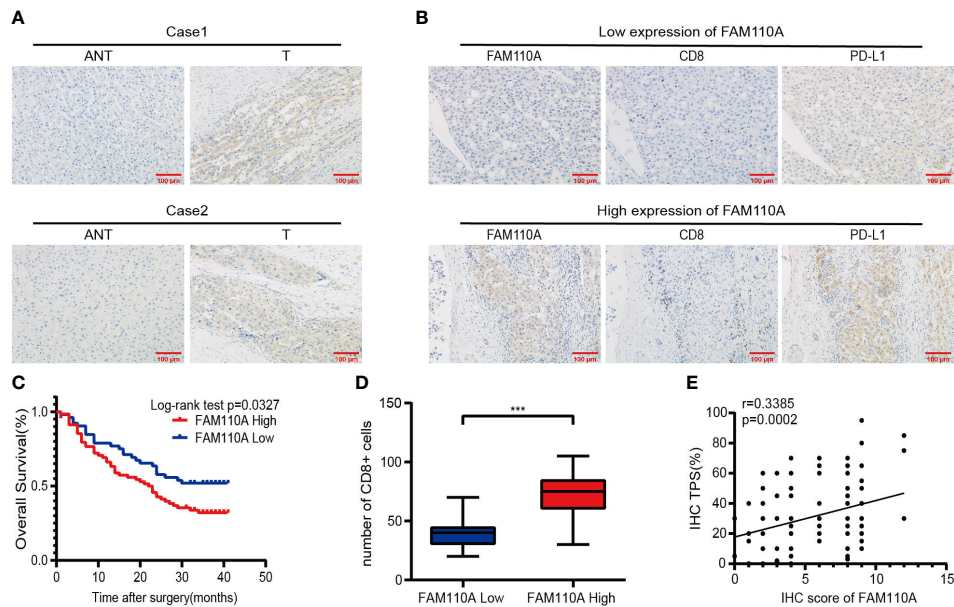 A
Case1
ANT T
100 μm 100 μm
Case2
ANT T
100 μm 100 μm
B
Low expression of FAM110A
FAM110A CD8 PD-L1
100 μm 100 μm 100 μm
High expression of FAM110A
FAM110A CD8 PD-L1
100 μm 100 μm 100 μm
C
Log-rank test p=0.0327
FAM110A High
FAM110A Low
Overall Survival(%)
1.0
0.5
0.0
0 10 20 30 40 50
Time after surgery(months)
D
***
number of CD8+ cells
150
100
50
0
FAM110A Low FAM110A High
E
r=0.3385
p=0.0002
IHC TPS(%)
120
100
80
60
40
20
0
0 5 10 15
IHC score of FAM110A